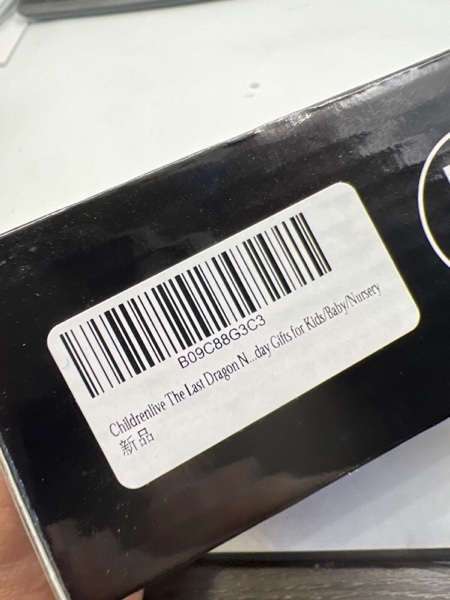 B09C88G3C3
Childrenlive The Last Dragon N...day Gifts for Kids/Baby/Nursery
新品